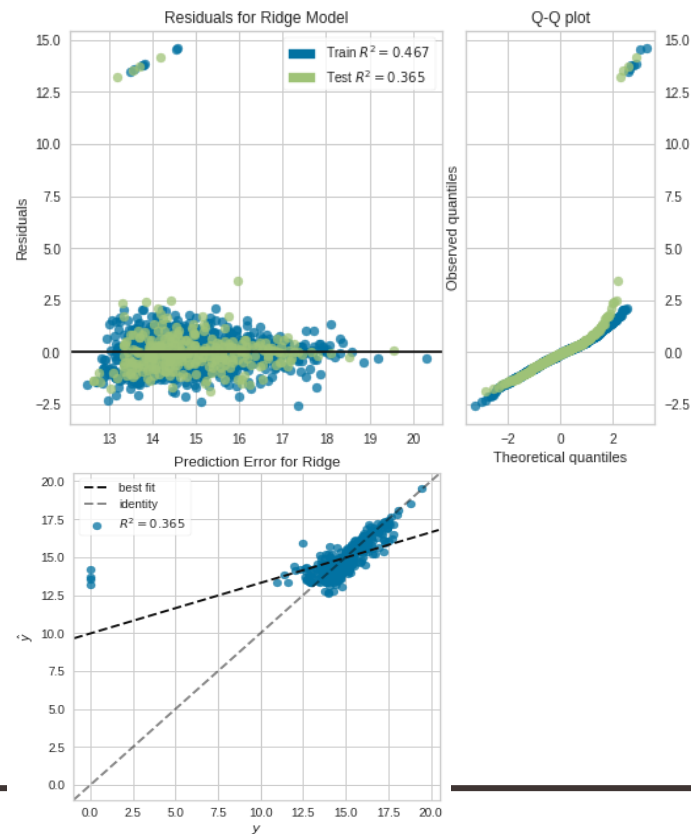 Residuals for Ridge Model
Q-Q plot
15.0
12.5
10.0
7.5
5.0
2.5
0.0
−2.5
Residuals
Train R² = 0.467
Test R² = 0.365
13 14 15 16 17 18 19 20
Observed quantiles
15.0
12.5
10.0
7.5
5.0
2.5
0.0
−2.5
−2 0 2
Theoretical quantiles
Prediction Error for Ridge
20.0
17.5
15.0
12.5
10.0
7.5
5.0
2.5
0.0
ŷ
best fit
identity
R² = 0.365
0.0 2.5 5.0 7.5 10.0 12.5 15.0 17.5 20.0
y